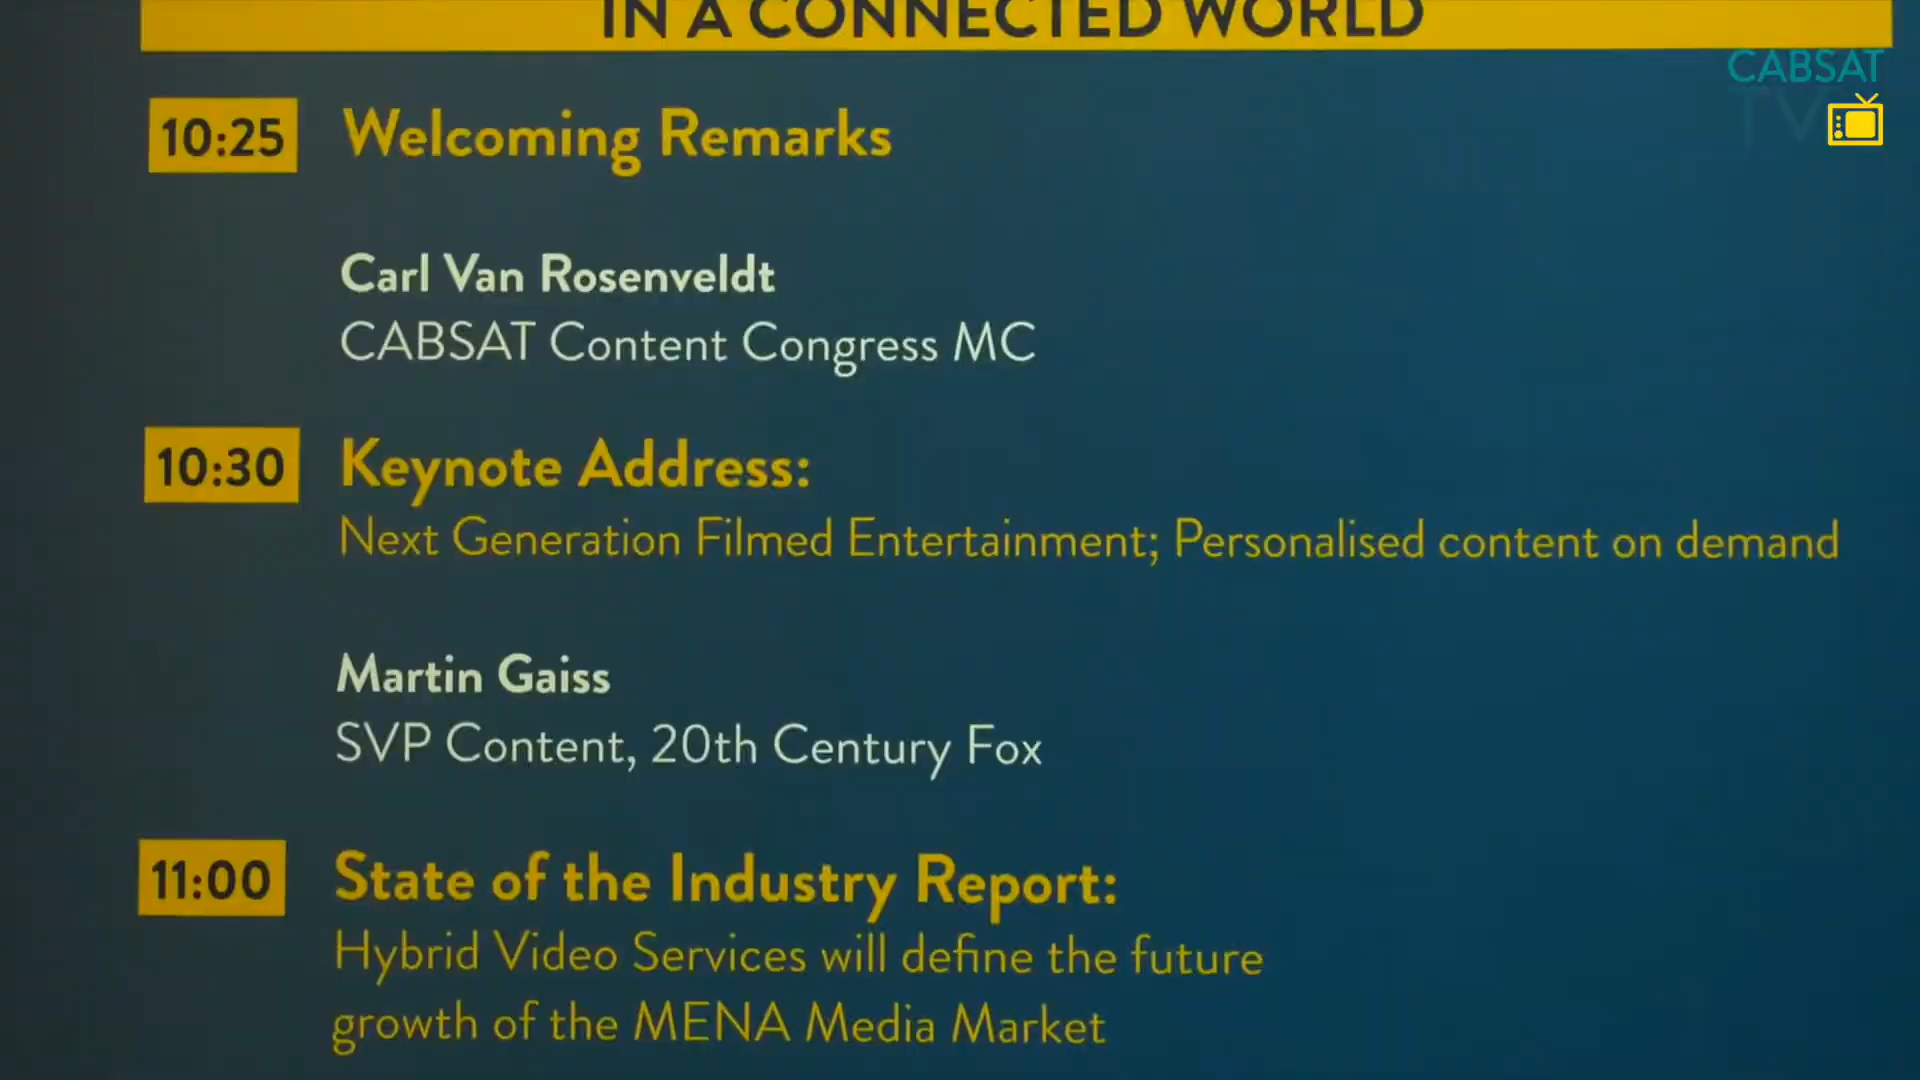 IN A CONNECTED WORLD
CABSAT
TV
10:25 Welcoming Remarks
Carl Van Rosenveldt
CABSAT Content Congress MC
10:30 Keynote Address:
Next Generation Filmed Entertainment; Personalised content on demand
Martin Gaiss
SVP Content, 20th Century Fox
11:00 State of the Industry Report:
Hybrid Video Services will define the future
growth of the MENA Media Market